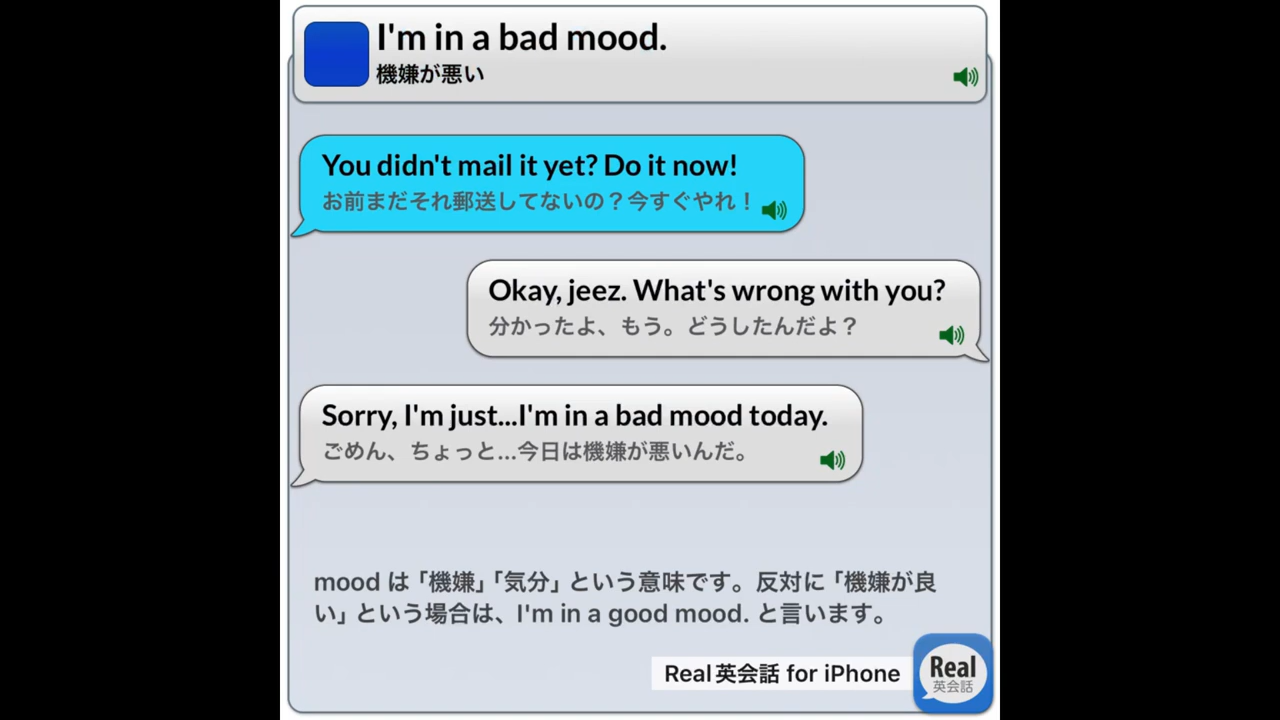 I'm in a bad mood.
機嫌が悪い
You didn't mail it yet? Do it now!
お前まだそれ郵送してないの？今すぐやれ！
Okay, jeez. What's wrong with you?
分かったよ、もう。どうしたんだよ？
Sorry, I'm just...I'm in a bad mood today.
ごめん、ちょっと...今日は機嫌が悪いんだ。
mood は「機嫌」「気分」という意味です。反対に「機嫌が良
い」という場合は、I'm in a good mood. と言います。
Real英会話 for iPhone
Real
英会話